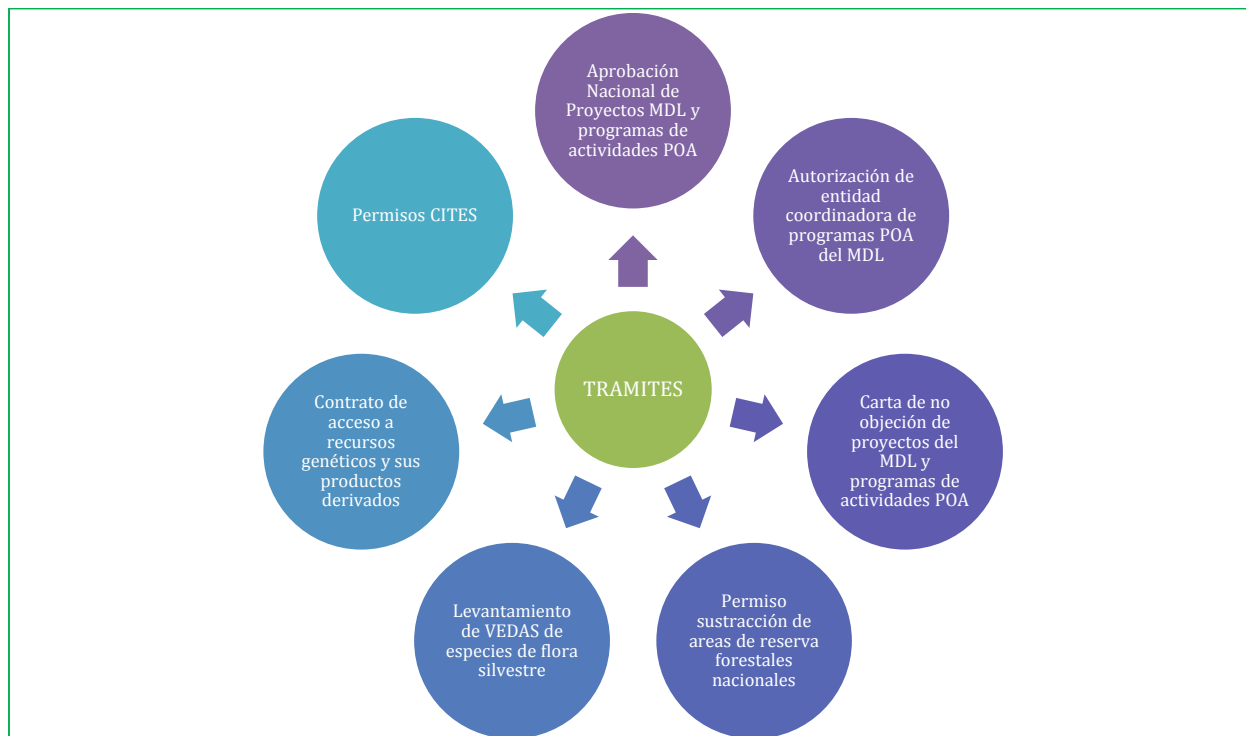 Aprobación
Nacional de
Proyectos MDL y
programas de
actividades POA
Autorización de
entidad
coordinadora de
programas POA
del MDL
Carta de no
objeción de
proyectos del
MDL y
programas de
actividades POA
Permiso
sustracción de
areas de reserva
forestales
nacionales
Levantamiento
de VEDAS de
especies de flora
silvestre
Contrato de
acceso a
recursos
genéticos y sus
productos
derivados
Permisos CITES
TRAMITES